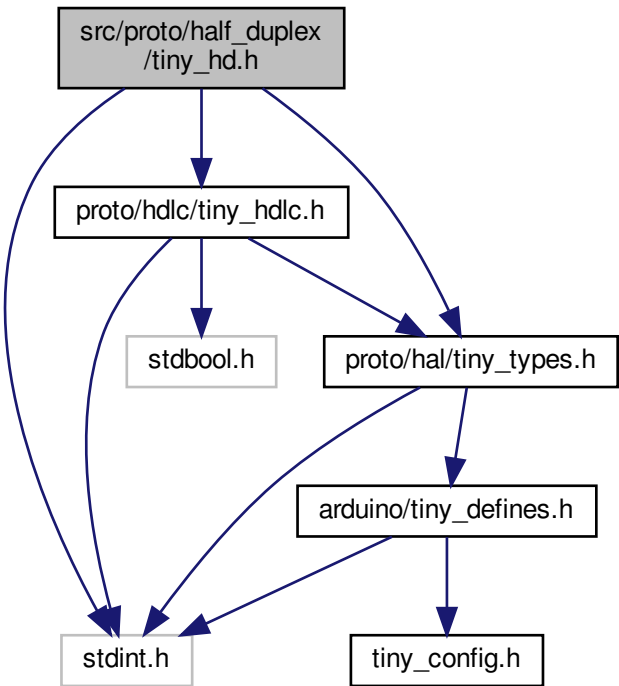 src/proto/half_duplex
/tiny_hd.h
proto/hdlc/tiny_hdlc.h
stdbool.h
proto/hal/tiny_types.h
arduino/tiny_defines.h
stdint.h
tiny_config.h